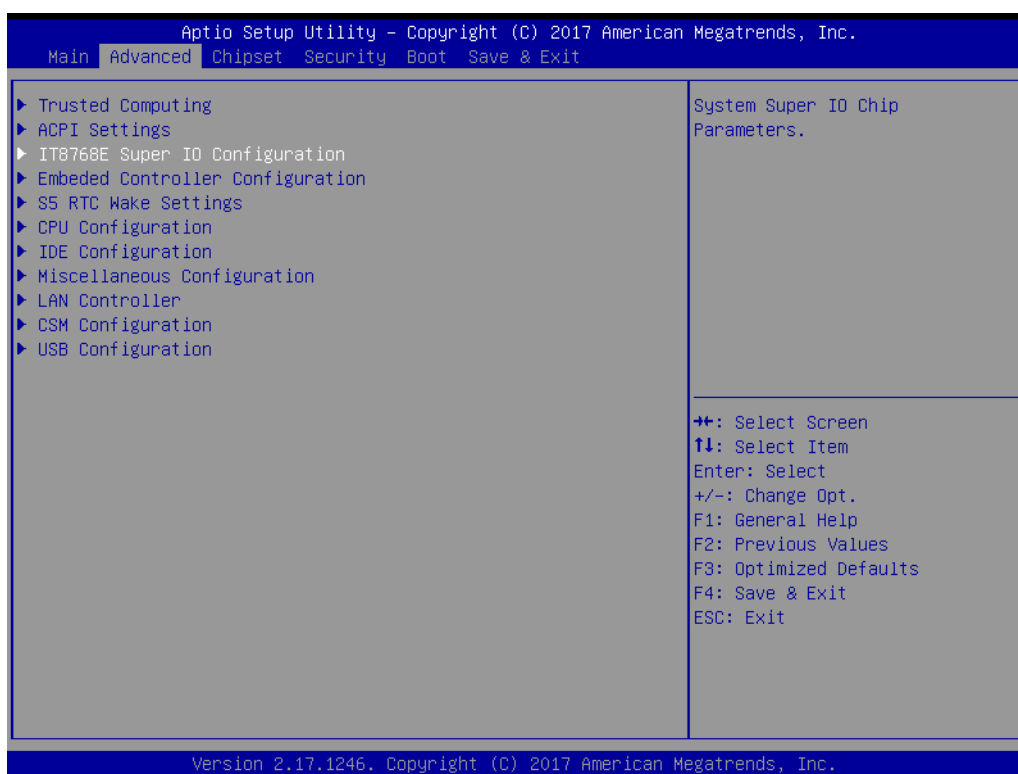 Aptio Setup Utility – Copyright (C) 2017 American Megatrends, Inc.
Main Advanced Chipset Security Boot Save & Exit
▶ Trusted Computing
▶ ACPI Settings
▶ IT8768E Super IO Configuration
▶ Embeded Controller Configuration
▶ S5 RTC Wake Settings
▶ CPU Configuration
▶ IDE Configuration
▶ Miscellaneous Configuration
▶ LAN Controller
▶ CSM Configuration
▶ USB Configuration
System Super IO Chip
Parameters.
→←: Select Screen
↑↓: Select Item
Enter: Select
+/-: Change Opt.
F1: General Help
F2: Previous Values
F3: Optimized Defaults
F4: Save & Exit
ESC: Exit
Version 2.17.1246. Copyright (C) 2017 American Megatrends, Inc.